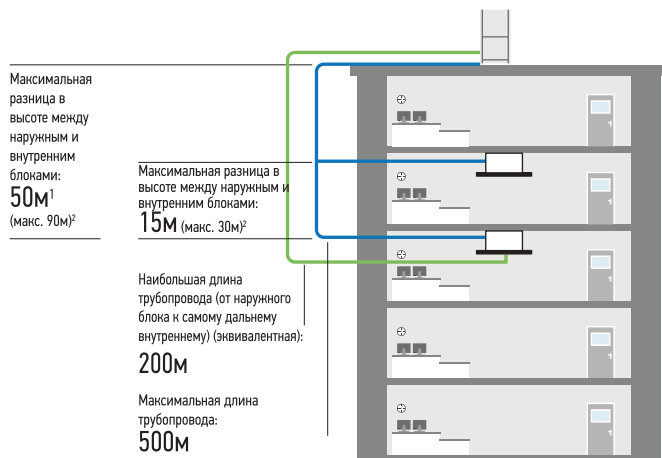 Максимальная
разница в
высоте между
наружным и
внутренним
блоками:
50м¹
(макс. 90м)²
Максимальная разница в
высоте между наружным и
внутренним блоками:
15м (макс. 30м)²
Наибольшая длина
трубопровода (от наружного
блока к самому дальнему
внутреннему) (эквивалентная):
200м
Максимальная длина
трубопровода:
500м